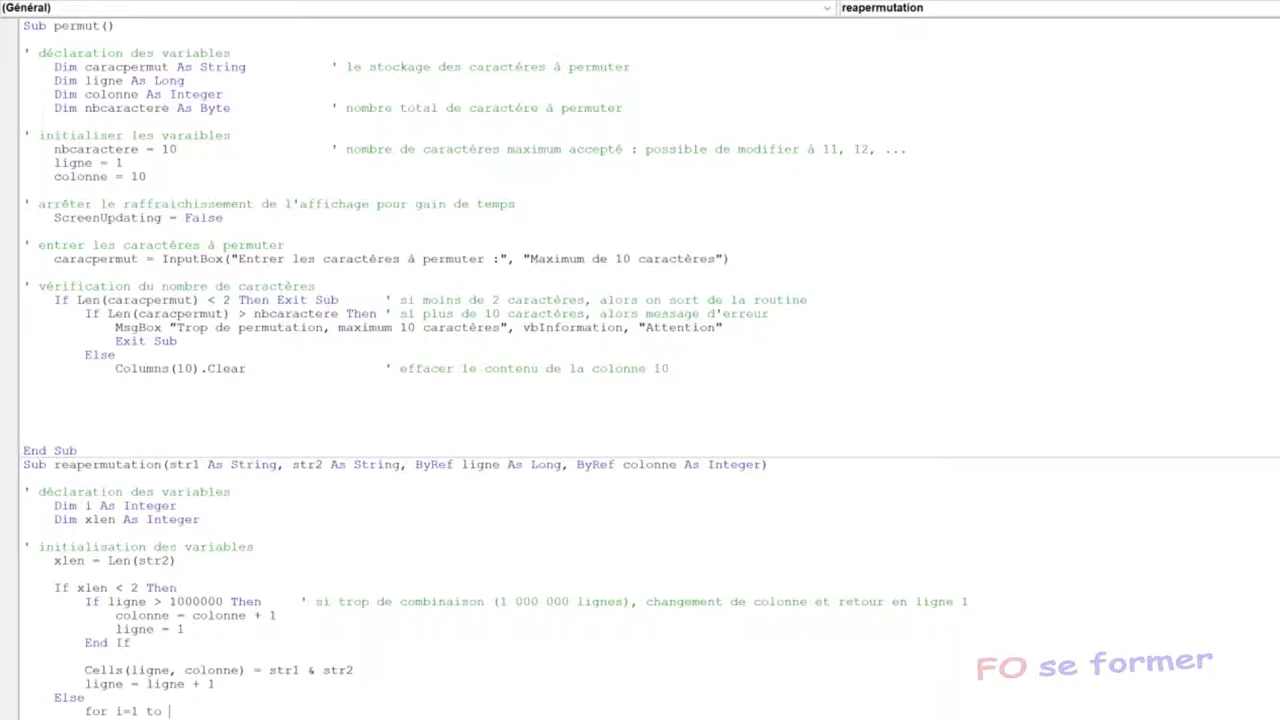 (Général) reapermutation
Sub permut()
' déclaration des variables
Dim caracpermut As String ' le stockage des caractères à permuter
Dim ligne As Long
Dim colonne As Integer
Dim nbcaractere As Byte ' nombre total de caractère à permuter
' initialiser les varaibles
nbcaractere = 10 ' nombre de caractères maximum accepté : possible de modifier à 11, 12, ...
ligne = 1
colonne = 10
' arrêter le raffraichissement de l'affichage pour gain de temps
ScreenUpdating = False
' entrer les caractères à permuter
caracpermut = InputBox("Entrer les caractères à permuter :", "Maximum de 10 caractères")
' vérification du nombre de caractères
If Len(caracpermut) < 2 Then Exit Sub ' si moins de 2 caractères, alors on sort de la routine
If Len(caracpermut) > nbcaractere Then ' si plus de 10 caractères, alors message d'erreur
MsgBox "Trop de permutation, maximum 10 caractères", vbInformation, "Attention"
Exit Sub
Else
Columns(10).Clear ' effacer le contenu de la colonne 10
End Sub
Sub reapermutation(str1 As String, str2 As String, ByRef ligne As Long, ByRef colonne As Integer)
' déclaration des variables
Dim i As Integer
Dim xlen As Integer
' initialisation des variables
xlen = Len(str2)
If xlen < 2 Then
If ligne > 1000000 Then ' si trop de combinaison (1 000 000 lignes), changement de colonne et retour en ligne 1
colonne = colonne + 1
ligne = 1
End If
Cells(ligne, colonne) = str1 & str2
ligne = ligne + 1
Else
for i=1 to
FO se former